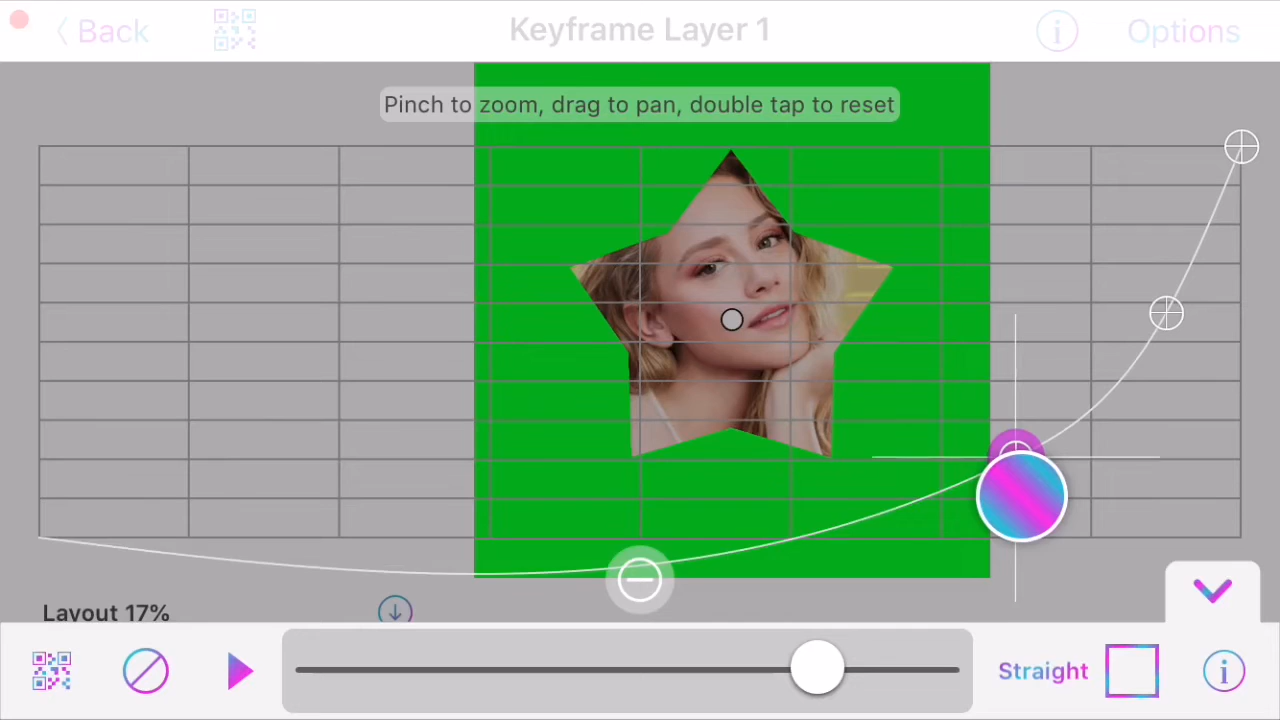 Back
Keyframe Layer 1
Options
Pinch to zoom, drag to pan, double tap to reset
Layout 17%
Straight